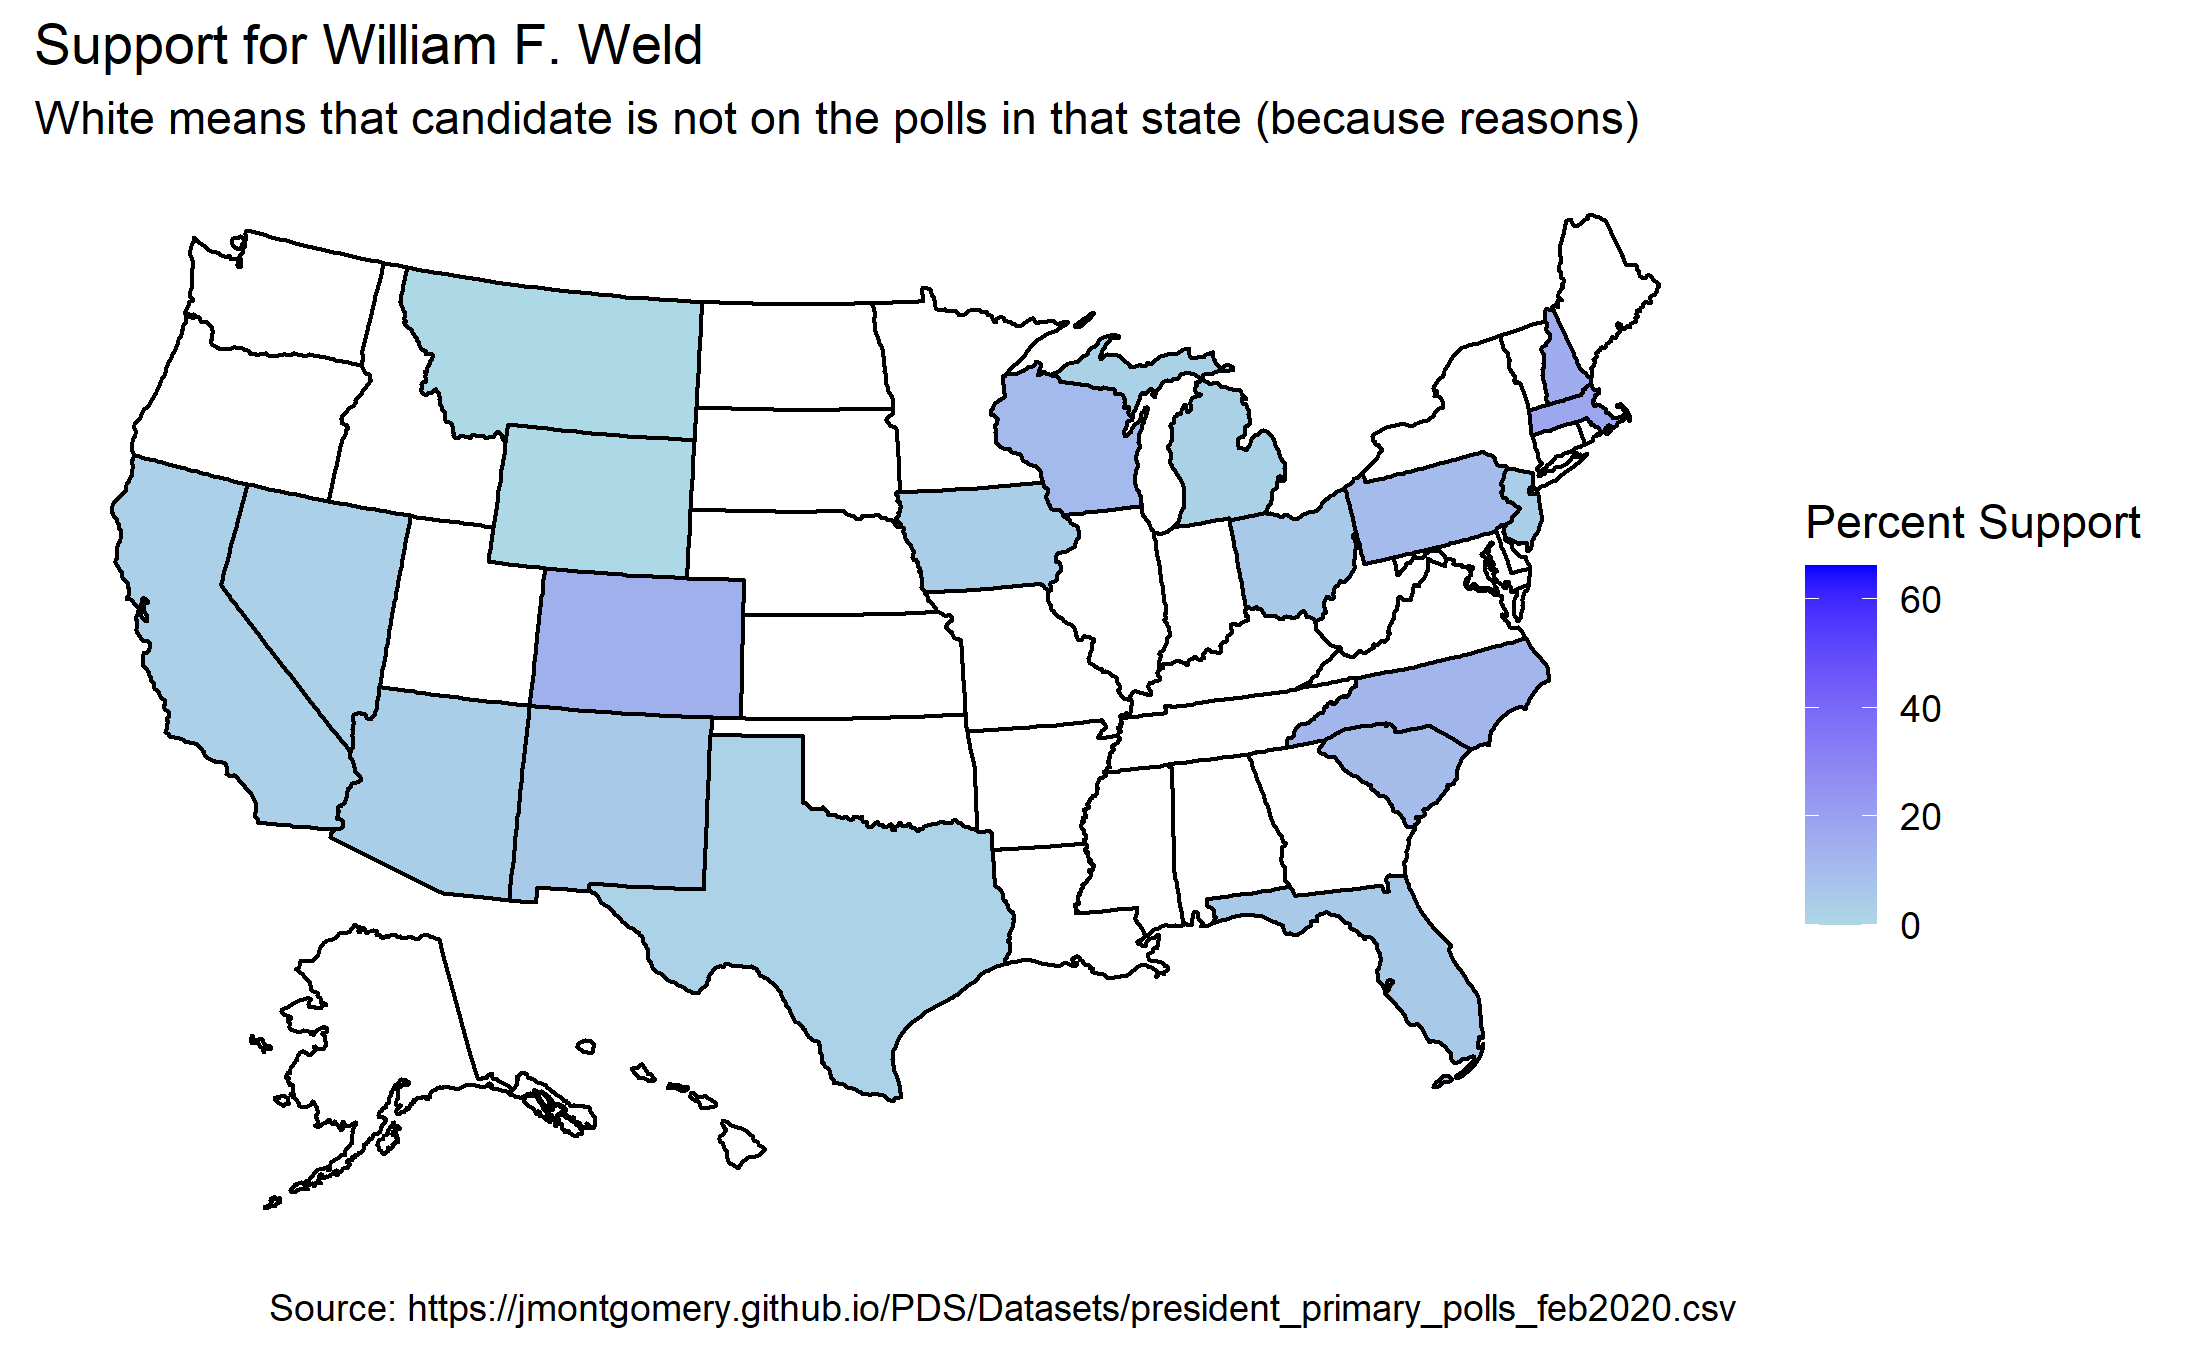 Support for William F. Weld
White means that candidate is not on the polls in that state (because reasons)
Percent Support
60
40
20
0
Source: https://jmontgomery.github.io/PDS/Datasets/president_primary_polls_feb2020.csv